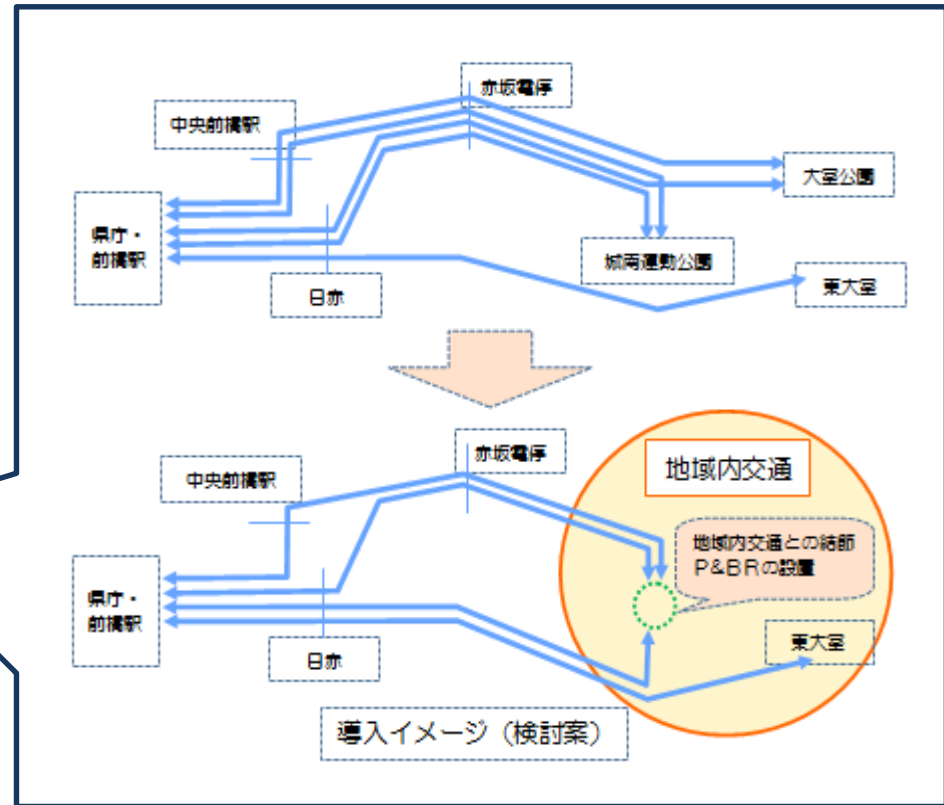 赤坂電停
中央前橋駅
大室公園
県庁・
前橋駅
城南運動公園
日赤
東大室
赤坂電停
地域内交通
中央前橋駅
地域内交通との結節
P&BRの設置
県庁・
前橋駅
東大室
日赤
導入イメージ（検討案）